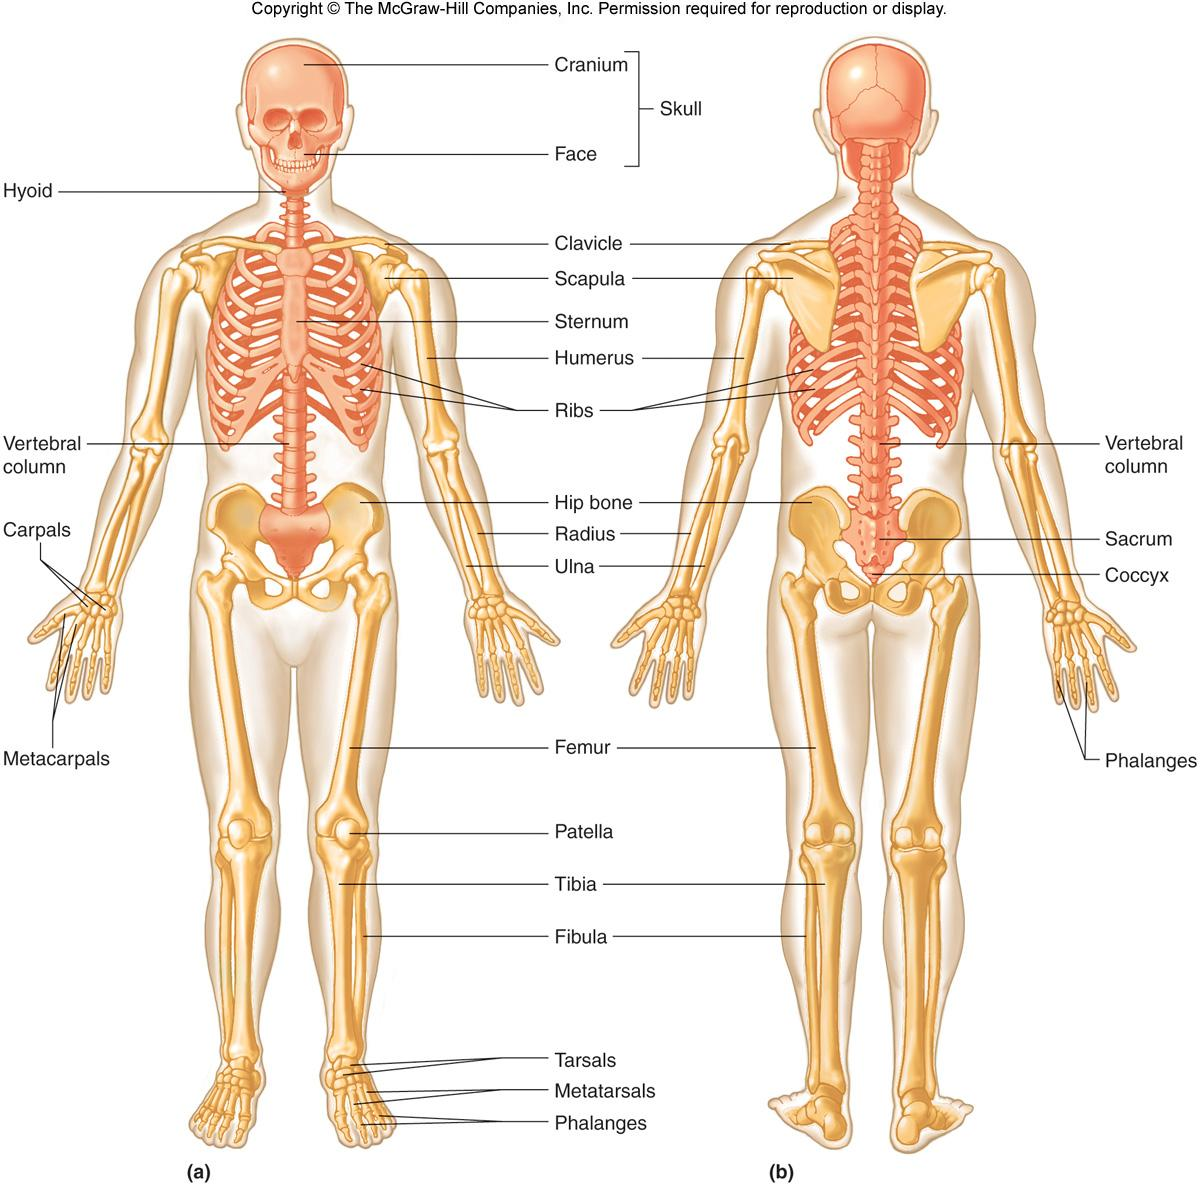 Copyright © The McGraw-Hill Companies, Inc. Permission required for reproduction or display.
Cranium
Skull
Face
Hyoid
Clavicle
Scapula
Sternum
Humerus
Ribs
Vertebral
column
Vertebral
column
Hip bone
Carpals
Radius
Sacrum
Ulna
Coccyx
Metacarpals
Femur
Phalanges
Patella
Tibia
Fibula
Tarsals
Metatarsals
Phalanges
(a)
(b)